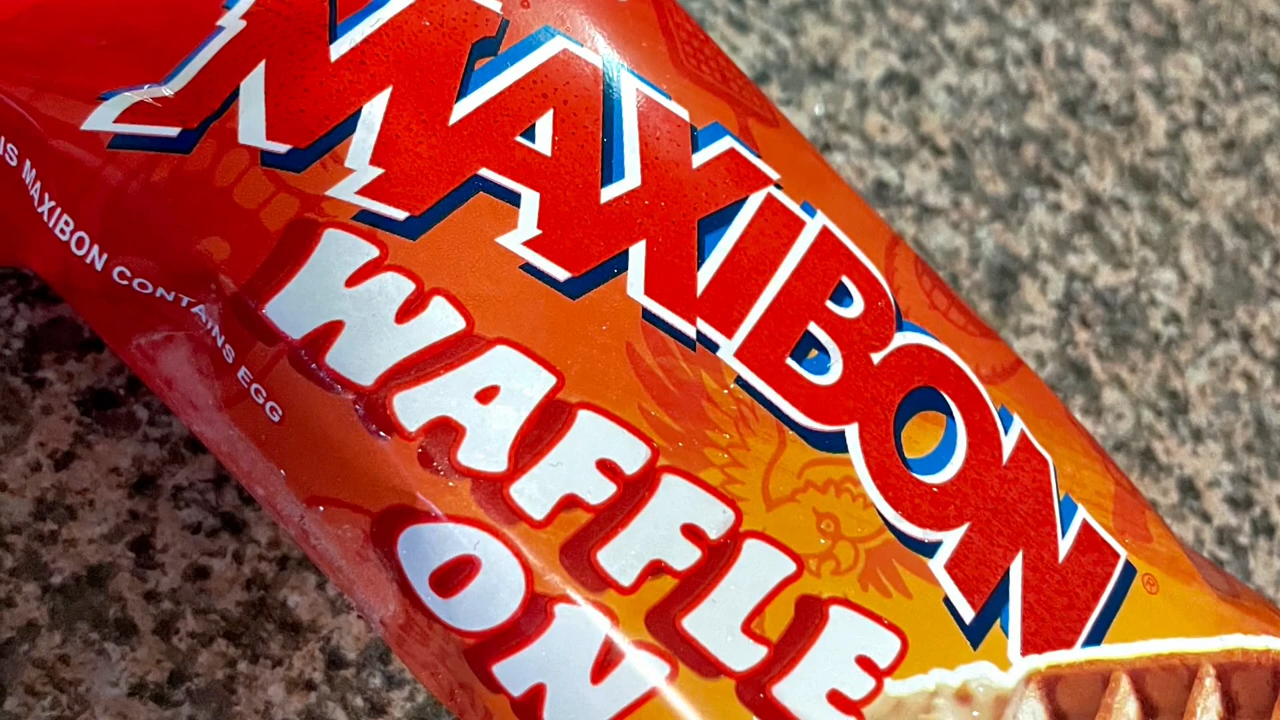 MAXIBON
WAFFLE
ON
IS MAXIBON CONTAINS EGG
®